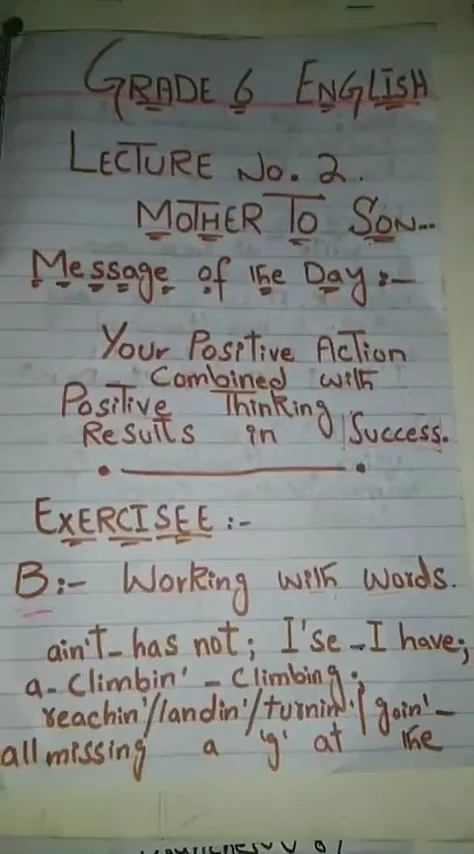 GRADE 6 ENGLISH
LECTURE No. 2.
MOTHER TO SON...
Message of the Day :-
Your Positive Action
Combined with
Positive Thinking
Results in Success.
EXERCISEE :-
B:- Working with words.
ain't - has not; I'se - I have;
a-Climbin' - Climbing;
reachin'/landin'/turnin'/goin' -
all missing a 'g' at the